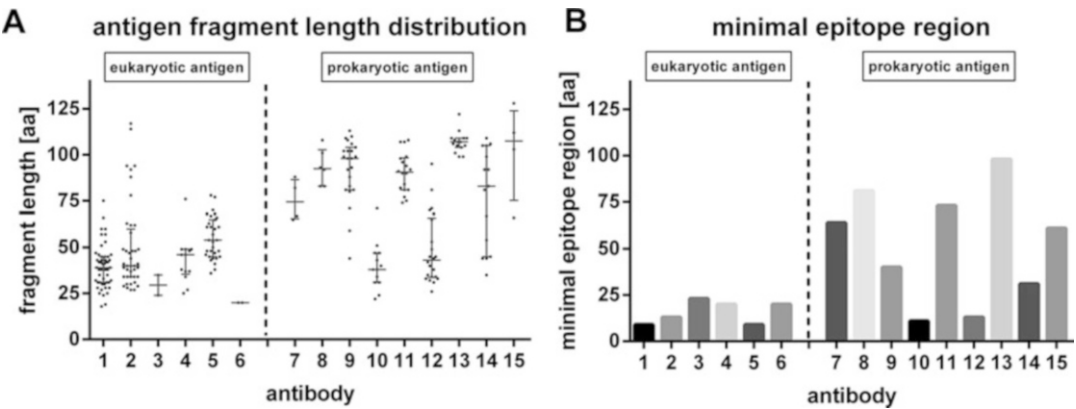 A antigen fragment length distribution
eukaryotic antigen
prokaryotic antigen
fragment length [aa]
125
100
75
50
25
0
1 2 3 4 5 6 7 8 9 10 11 12 13 14 15
antibody
B minimal epitope region
eukaryotic antigen
prokaryotic antigen
minimal epitope region [aa]
125
100
75
50
25
0
1 2 3 4 5 6 7 8 9 10 11 12 13 14 15
antibody